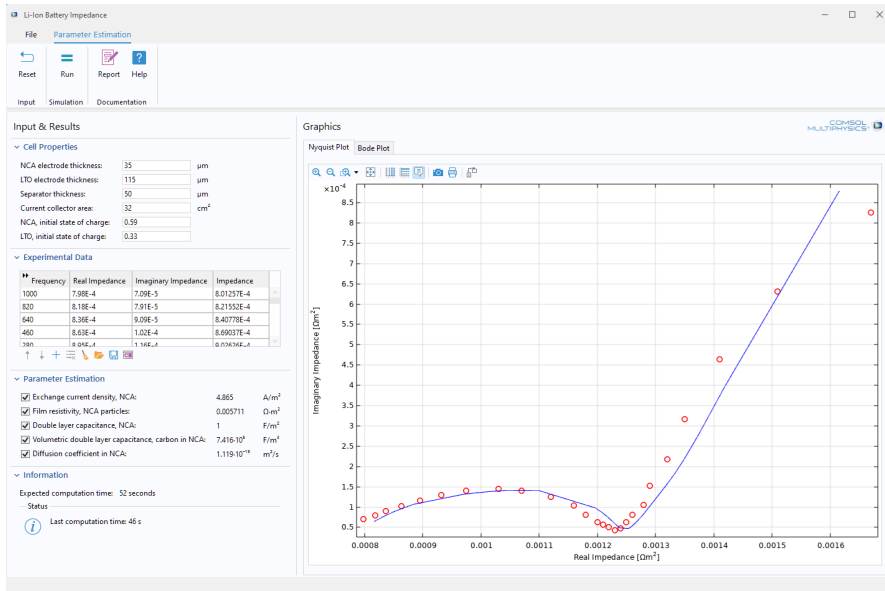 Li-Ion Battery Impedance
File Parameter Estimation
Reset Run Report Help
Input Simulation Documentation
Input & Results
Cell Properties
NCA electrode thickness: 35 µm
LTO electrode thickness: 115 µm
Separator thickness: 50 µm
Current collector area: 32 cm²
NCA, initial state of charge: 0.59
LTO, initial state of charge: 0.33
Experimental Data
Frequency Real Impedance Imaginary Impedance Impedance
1000 7.98E-4 7.09E-5 8.01257E-4
820 8.18E-4 7.91E-5 8.21552E-4
640 8.36E-4 9.09E-5 8.40778E-4
460 8.63E-4 1.02E-4 8.69037E-4
280 8.95E-4 1.16E-4 9.02626E-4
Parameter Estimation
Exchange current density, NCA: 4.865 A/m²
Film resistivity, NCA particles: 0.005711 Ω·m²
Double layer capacitance, NCA: 1 F/m²
Volumetric double layer capacitance, carbon in NCA: F/m³
Diffusion coefficient in NCA: m²/s
Information
Expected computation time: 52 seconds
Status
Last computation time: 46 s
Graphics
COMSOL
MULTIPHYSICS
Nyquist Plot Bode Plot
×10⁻⁴
8.5
8
7.5
7
6.5
6
5.5
5
4.5
4
3.5
3
2.5
2
1.5
1
0.5
Imaginary Impedance [Ωm²]
0.0008 0.0009 0.001 0.0011 0.0012 0.0013 0.0014 0.0015 0.0016
Real Impedance [Ωm²]